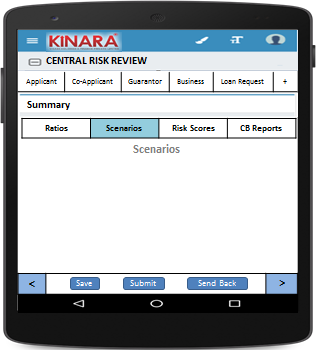 KINARA
CENTRAL RISK REVIEW
Applicant Co-Applicant Guarantor Business Loan Request +
Summary
Ratios Scenarios Risk Scores CB Reports
Scenarios
< Save Submit Send Back >